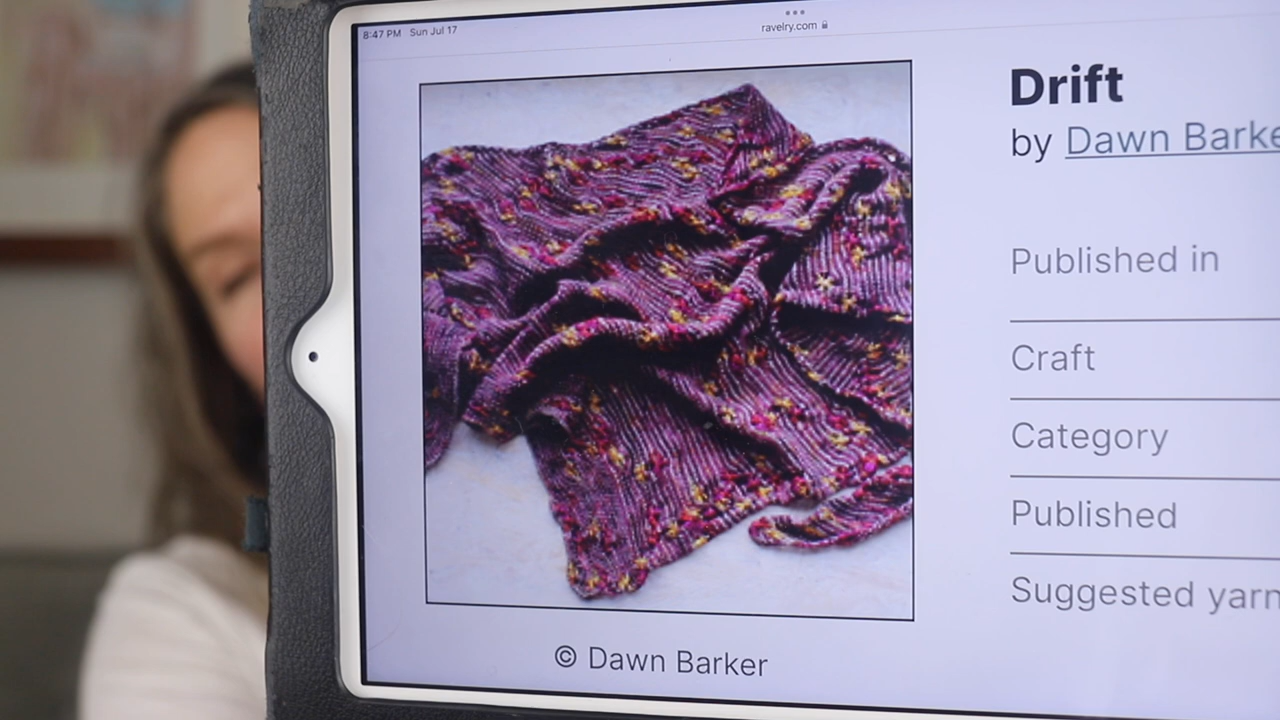 8:47 PM Sun Jul 17
ravelry.com
Drift
by Dawn Barke
Published in
Craft
Category
Published
Suggested yarn
© Dawn Barker